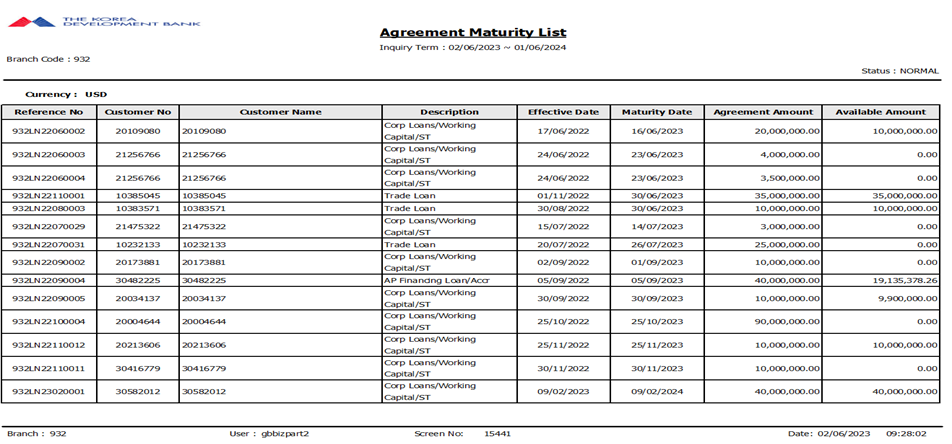 THE KOREA
DEVELOPMENT BANK
Agreement Maturity List
Inquiry Term : 02/06/2023 ~ 01/06/2024
Branch Code : 932
Status : NORMAL
Currency : USD
Reference No Customer No Customer Name Description Effective Date Maturity Date Agreement Amount Available Amount
932LN22060002 20109080 20109080 Corp Loans/Working Capital/ST 17/06/2022 16/06/2023 20,000,000.00 10,000,000.00
932LN22060003 21256766 21256766 Corp Loans/Working Capital/ST 24/06/2022 23/06/2023 4,000,000.00 0.00
932LN22060004 21256766 21256766 Corp Loans/Working Capital/ST 24/06/2022 23/06/2023 3,500,000.00 0.00
932LN22110001 10385045 10385045 Trade Loan 01/11/2022 30/06/2023 35,000,000.00 35,000,000.00
932LN22080003 10383571 10383571 Trade Loan 30/08/2022 30/06/2023 10,000,000.00 10,000,000.00
932LN22070029 21475322 21475322 Corp Loans/Working Capital/ST 15/07/2022 14/07/2023 3,000,000.00 0.00
932LN22070031 10232133 10232133 Trade Loan 20/07/2022 26/07/2023 25,000,000.00 0.00
932LN22090002 20173881 20173881 Corp Loans/Working Capital/ST 02/09/2022 01/09/2023 10,000,000.00 0.00
932LN22090004 30482225 30482225 AP Financing Loan/Accr 05/09/2022 05/09/2023 40,000,000.00 19,135,378.26
932LN22090005 20034137 20034137 Corp Loans/Working Capital/ST 30/09/2022 30/09/2023 10,000,000.00 9,900,000.00
932LN22100004 20004644 20004644 Corp Loans/Working Capital/ST 25/10/2022 25/10/2023 90,000,000.00 0.00
932LN22110012 20213606 20213606 Corp Loans/Working Capital/ST 25/11/2022 25/11/2023 10,000,000.00 10,000,000.00
932LN22110011 30416779 30416779 Corp Loans/Working Capital/ST 30/11/2022 30/11/2023 10,000,000.00 0.00
932LN23020001 30582012 30582012 Corp Loans/Working Capital/ST 09/02/2023 09/02/2024 40,000,000.00 40,000,000.00
Branch : 932 User : gbbizpart2 Screen No: 15441 Date: 02/06/2023 09:28:02